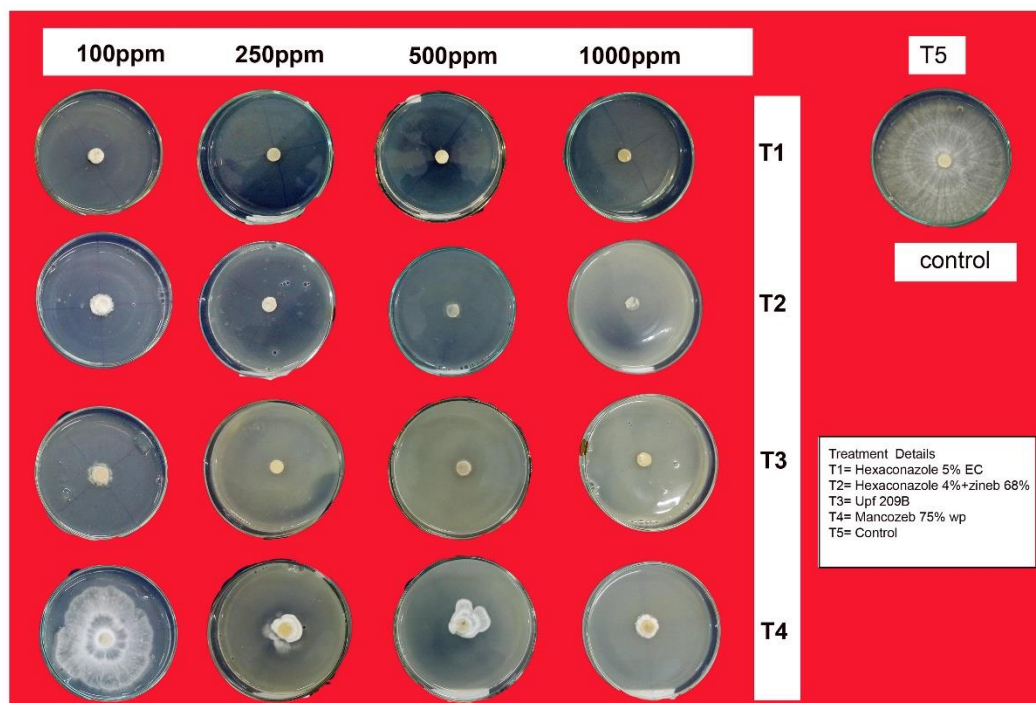 100ppm 250ppm 500ppm 1000ppm
T5
T1
control
T2
T3
Treatment Details
T1= Hexaconazole 5% EC
T2= Hexaconazole 4%+zineb 68%
T3= Upf 209B
T4= Mancozeb 75% wp
T5= Control
T4